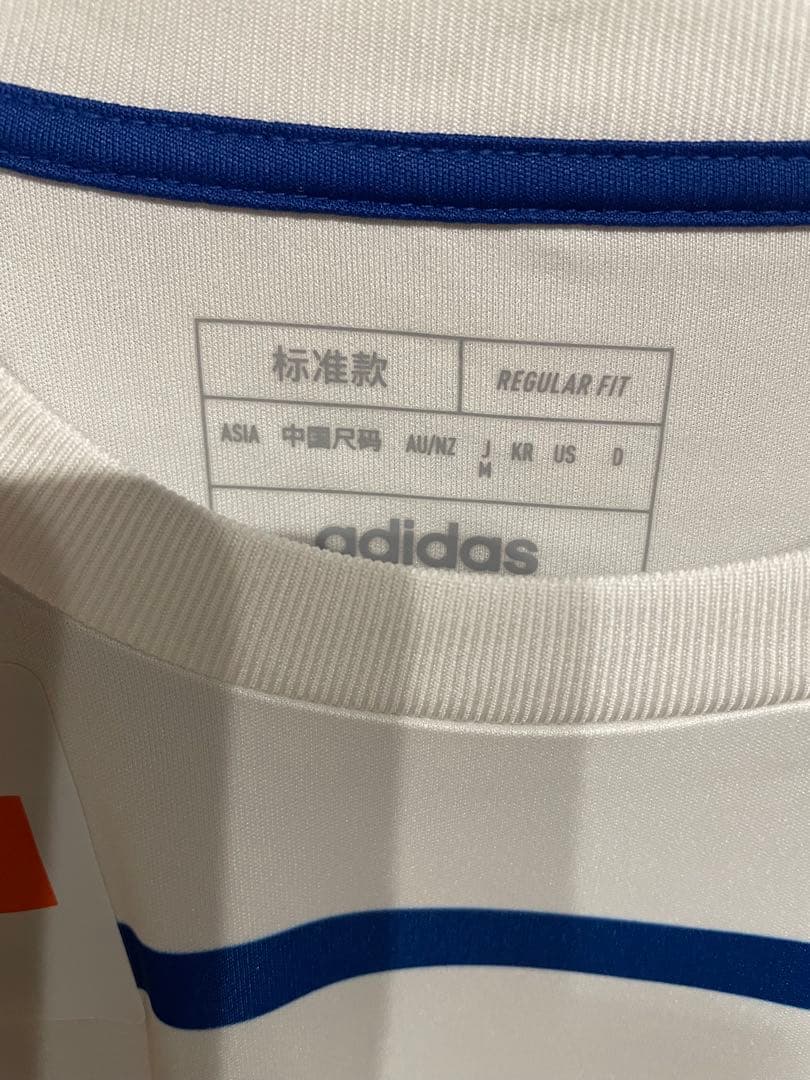 标准款 REGULAR FIT
ASIA 中国尺码 AU/NZ J KR US D
M
adidas